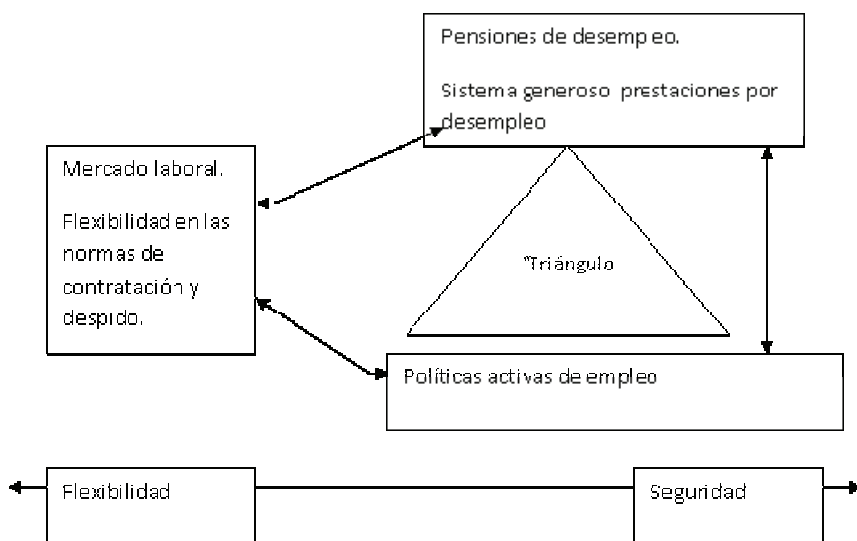 Pensiones de desempleo.
Sistema generoso prestaciones por
desempleo
Mercado laboral.
Flexibilidad en las
normas de
contratación y
despido.
"Triángulo
Políticas activas de empleo
Flexibilidad
Seguridad